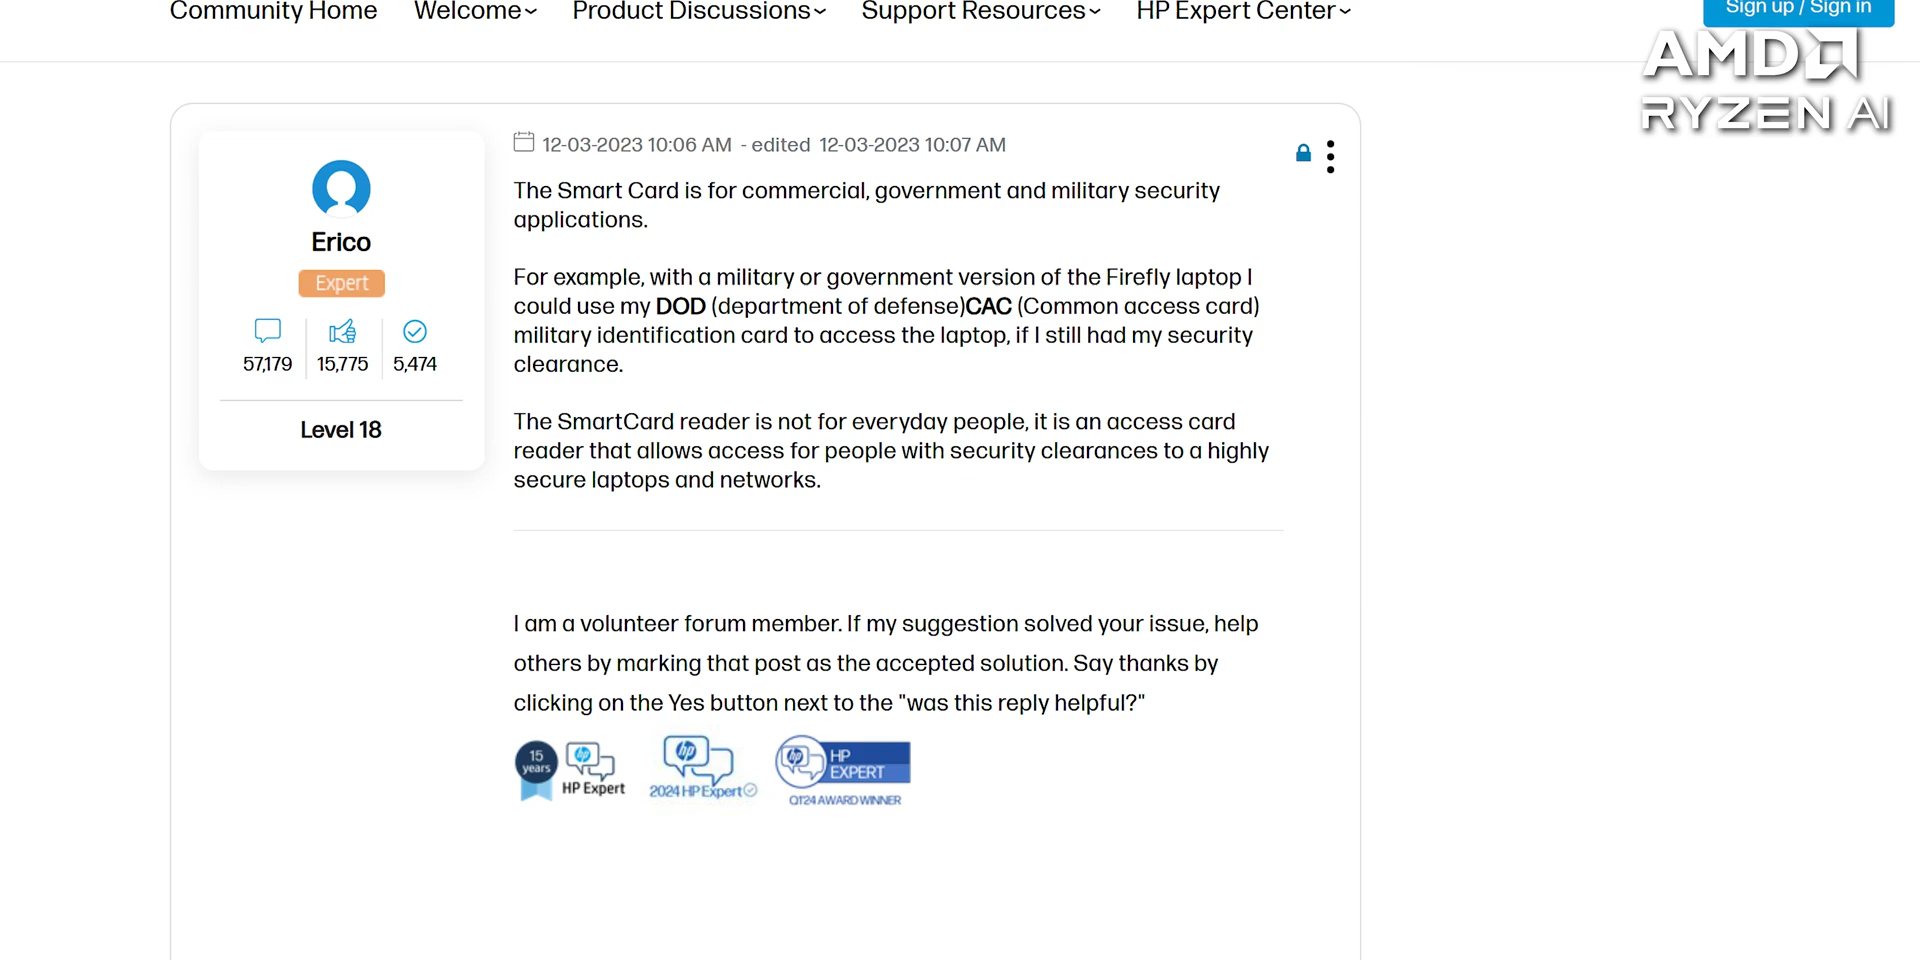 Community Home Welcome Product Discussions Support Resources HP Expert Center
Sign up / Sign in
AMD
RYZEN AI
12-03-2023 10:06 AM - edited 12-03-2023 10:07 AM
Erico
Expert
57,179 15,775 5,474
Level 18
The Smart Card is for commercial, government and military security
applications.
For example, with a military or government version of the Firefly laptop I
could use my DOD (department of defense)CAC (Common access card)
military identification card to access the laptop, if I still had my security
clearance.
The SmartCard reader is not for everyday people, it is an access card
reader that allows access for people with security clearances to a highly
secure laptops and networks.
I am a volunteer forum member. If my suggestion solved your issue, help
others by marking that post as the accepted solution. Say thanks by
clicking on the Yes button next to the "was this reply helpful?"
15
years
hp
HP Expert
hp
2024 HP Expert
hp
HP
EXPERT
Q124 AWARD WINNER